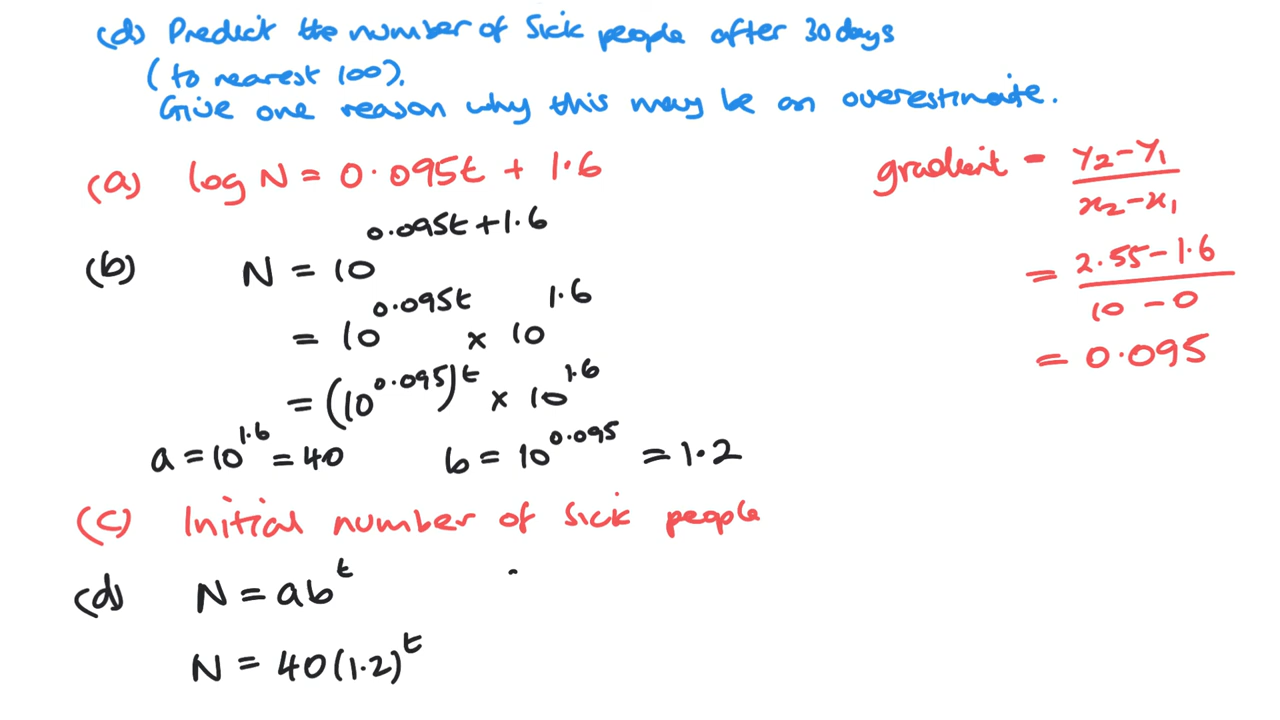 (d) Predict the number of sick people after 30 days
(to nearest 100).
Give one reason why this may be an overestimate.
(a) log N = 0.095t + 1.6
gradient = (y₂ - y₁)/(x₂ - x₁)
= (2.55 - 1.6)/(10 - 0)
= 0.095
(b) N = 10^(0.095t + 1.6)
= 10^(0.095t) × 10^(1.6)
= (10^(0.095))^t × 10^(1.6)
a = 10^(1.6) = 40 b = 10^(0.095) = 1.2
(c) Initial number of sick people
(d) N = ab^t
N = 40(1.2)^t